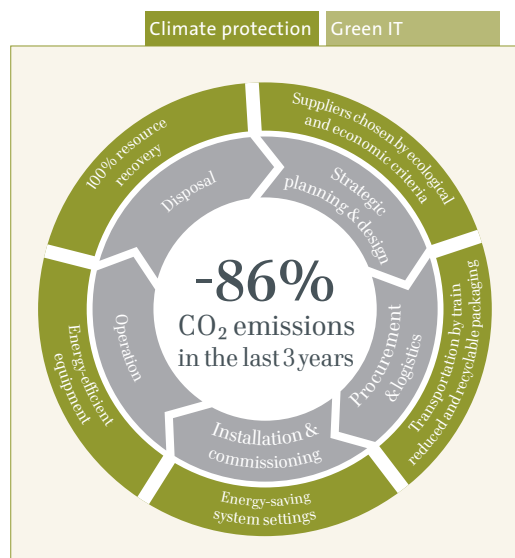 Climate protection
Green IT
Suppliers chosen by ecological
and economic criteria
Strategic
planning & design
Transportation by train
reduced and recyclable packaging
Procurement
& logistics
Installation &
commissioning
Energy-saving
system settings
Operation
Energy-efficient
equipment
Disposal
100% resource
recovery
-86%
CO₂ emissions
in the last 3 years